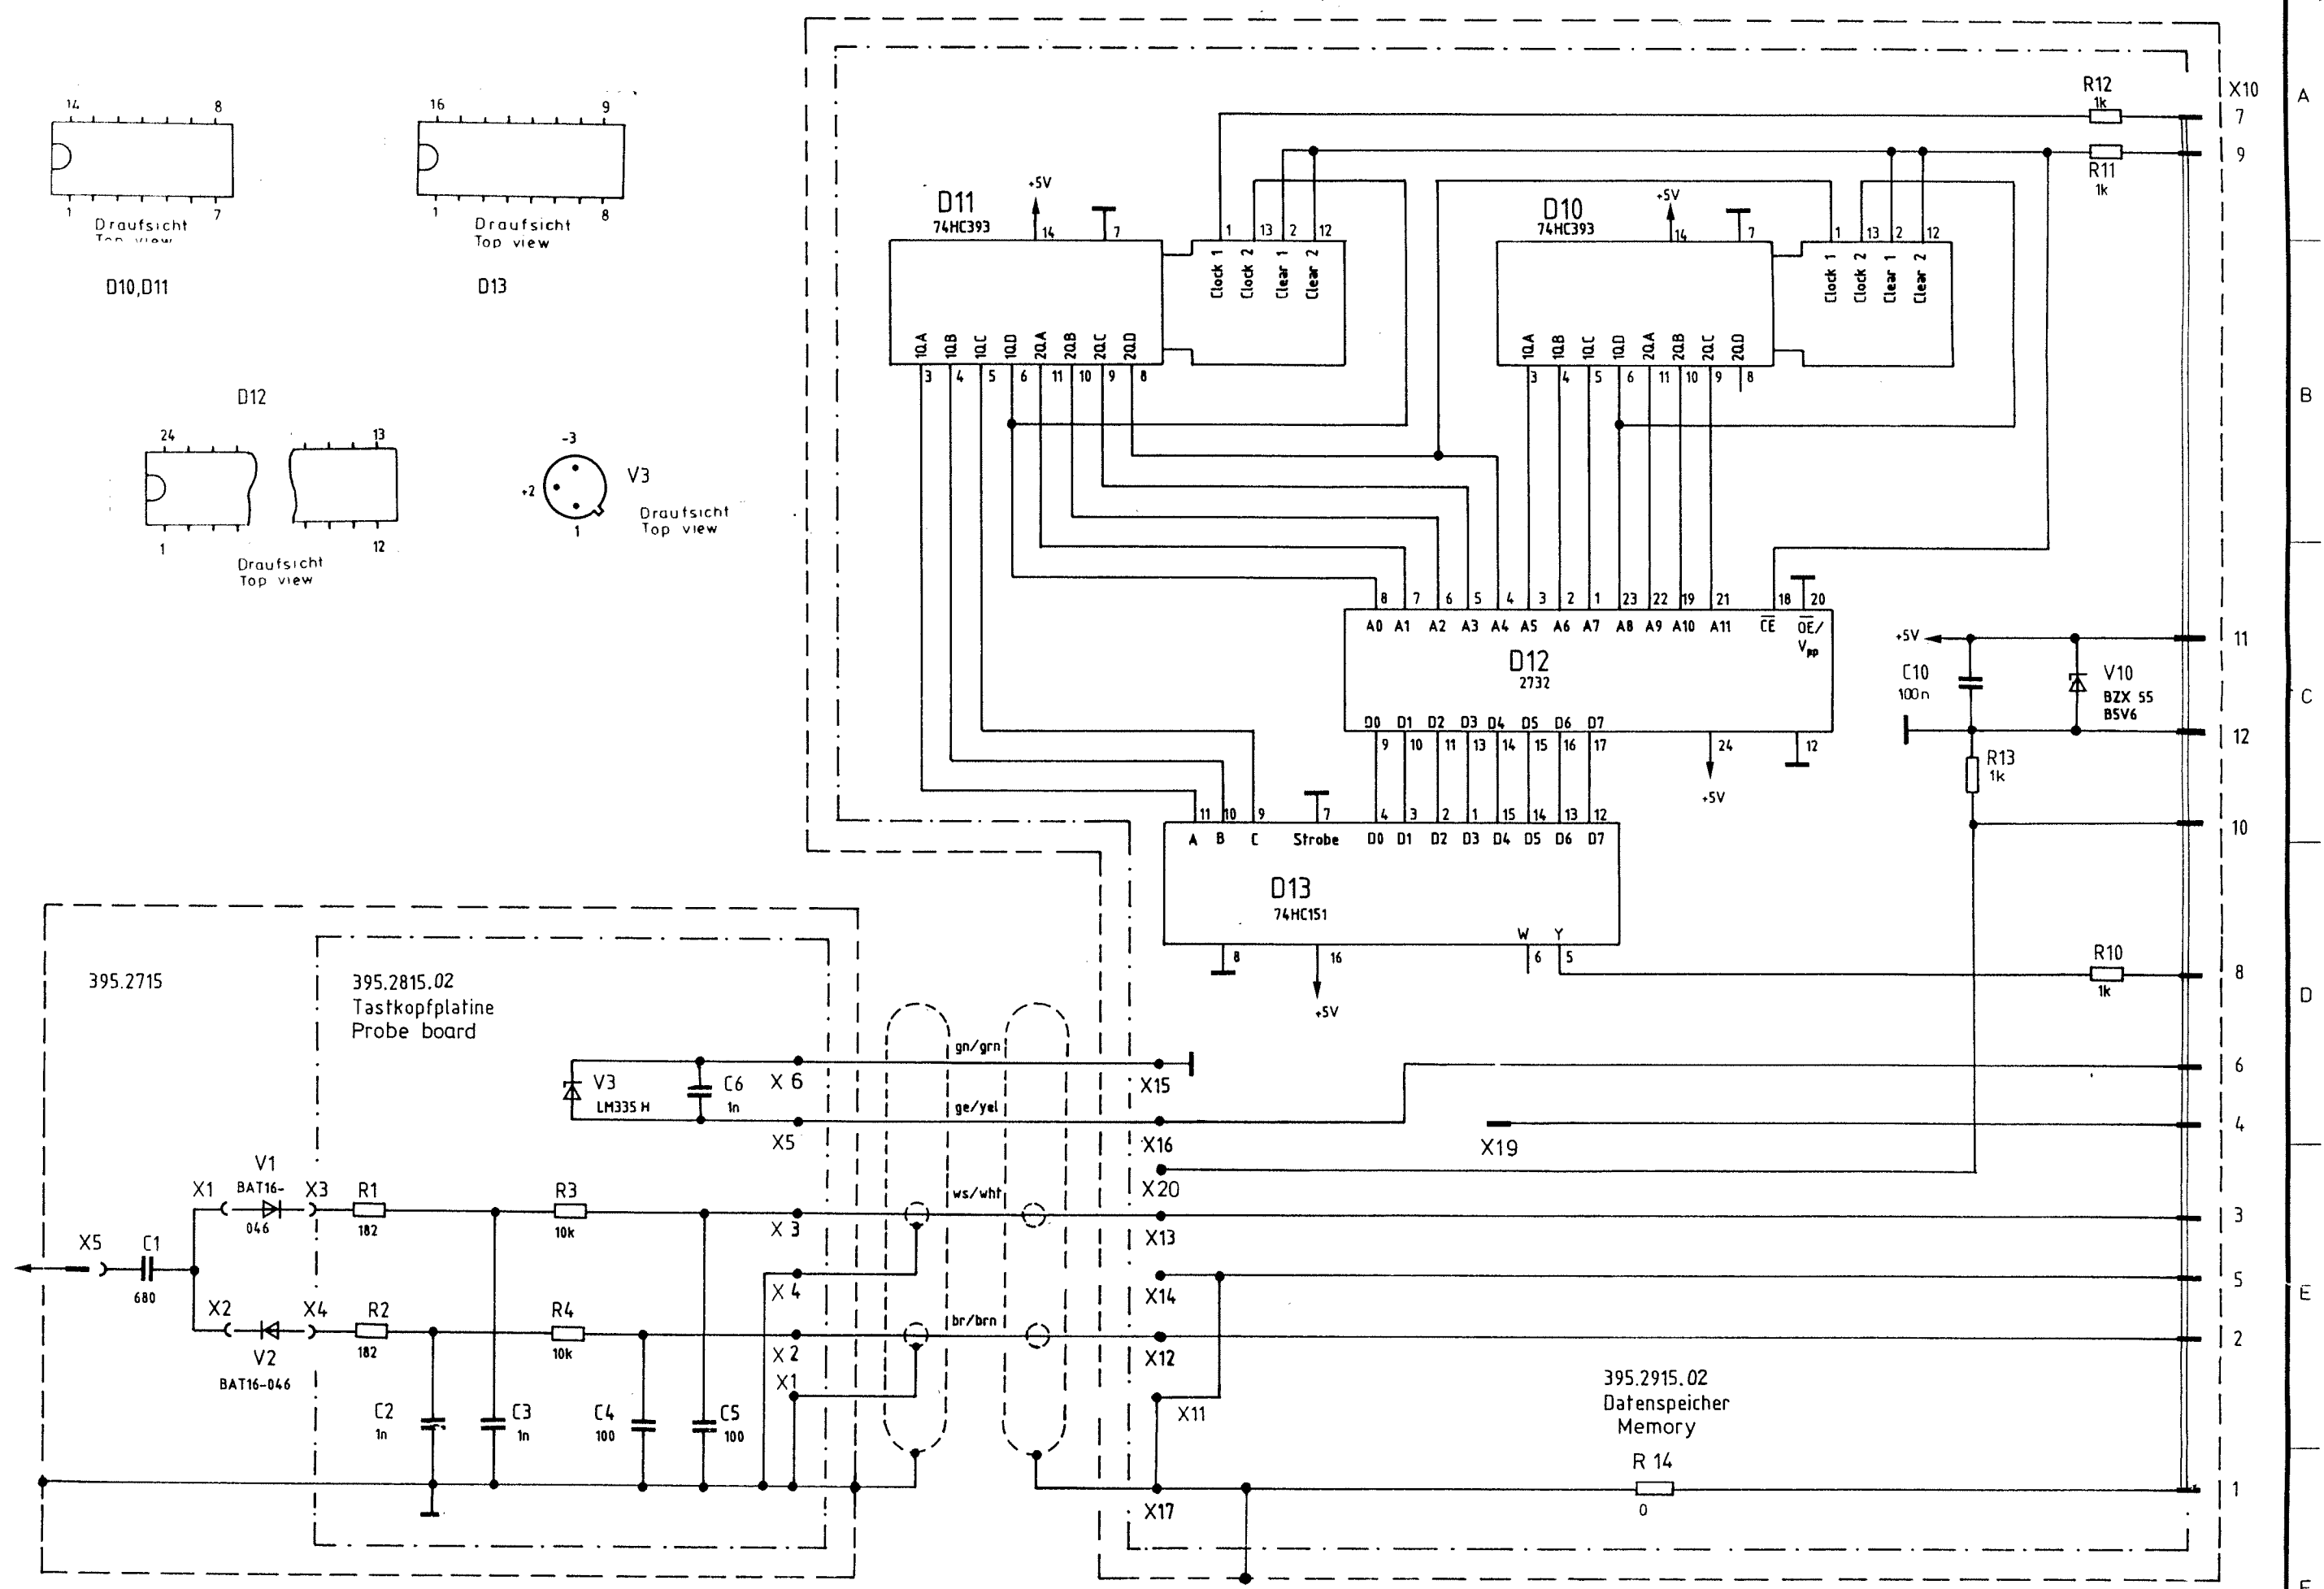 14 8
1 7
Draufsicht
Top view
D10,D11
16 9
1 8
Draufsicht
Top view
D13
D12
24 13
1 12
Draufsicht
Top view
-3
+2
1
V3
Draufsicht
Top view
D11
74HC393
+5V
14 7
1 13 2 12
Clock 1
Clock 2
Clear 1
Clear 2
1QA 1QB 1QC 1QD 2QA 2QB 2QC 2QD
3 4 5 6 11 10 9 8
D10
74HC393
+5V
14 7
1 13 2 12
Clock 1
Clock 2
Clear 1
Clear 2
1QA 1QB 1QC 1QD 2QA 2QB 2QC 2QD
3 4 5 6 11 10 9 8
R12
1k
R11
1k
X10
7
9
A
B
8 7 6 5 4 3 2 1 23 22 19 21 18 20
A0 A1 A2 A3 A4 A5 A6 A7 A8 A9 A10 A11 CE OE/
Vpp
D12
2732
D0 D1 D2 D3 D4 D5 D6 D7
9 10 11 13 14 15 16 17 24 12
+5V
+5V
C10
100n
V10
BZX 55
B5V6
11
12
C
R13
1k
10
11 10 9 7 4 3 2 1 15 14 13 12
A B C Strobe D0 D1 D2 D3 D4 D5 D6 D7
D13
74HC151
W Y
8 16 6 5
+5V
R10
1k
8
D
395.2715
395.2815.02
Tastkopfplatine
Probe board
V3
LM335 H
C6
1n
X 6
gn/grn
X15
6
X5
ge/yel
X16
X19
4
X20
V1
BAT16-
046
X1 X3
R1
182
R3
10k
X 3
ws/wht
X13
3
X5
C1
680
X 4
X14
5
E
X2 X4
V2
BAT16-046
R2
182
R4
10k
X 2
br/brn
X12
2
X1
X11
C2
1n
C3
1n
C4
100
C5
100
395.2915.02
Datenspeicher
Memory
R 14
0
X17
1